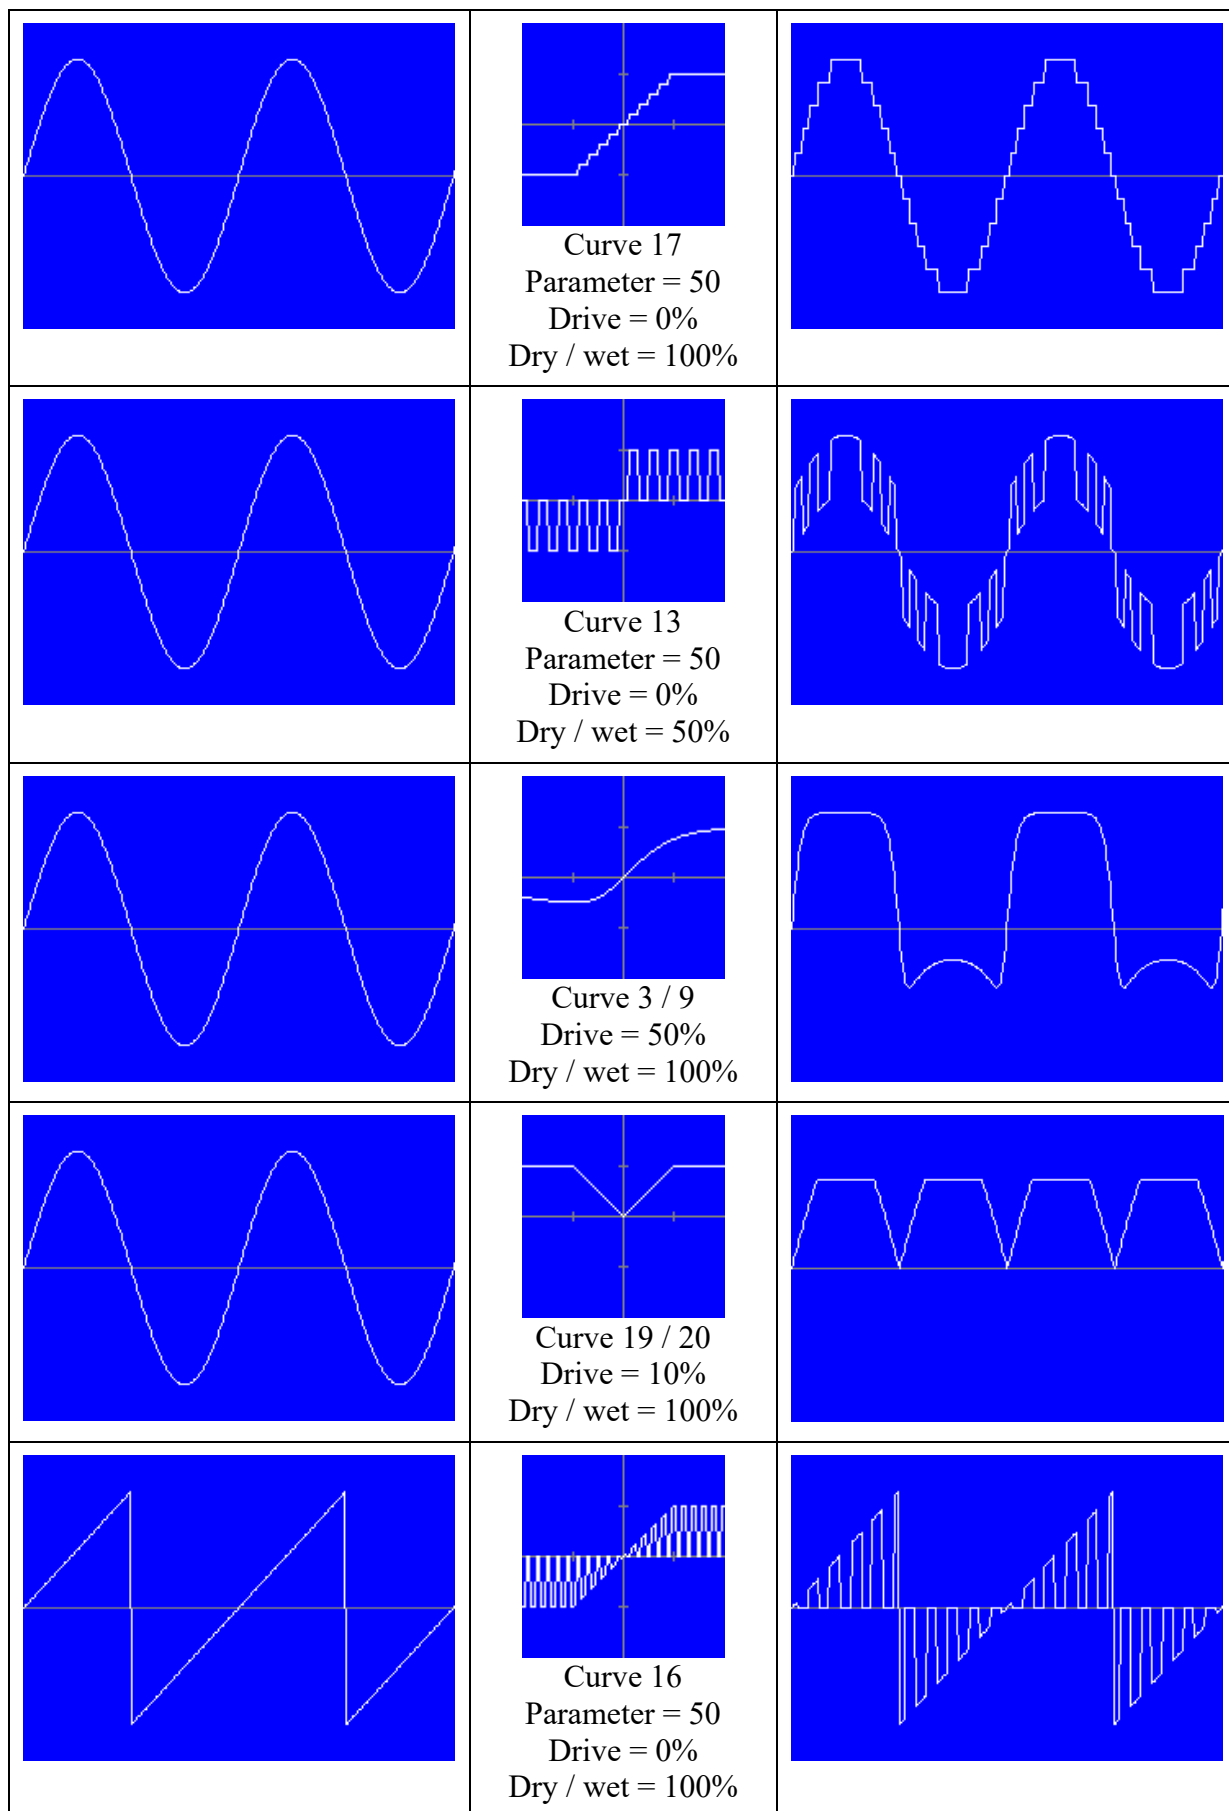 Curve 17
Parameter = 50
Drive = 0%
Dry / wet = 100%
Curve 13
Parameter = 50
Drive = 0%
Dry / wet = 50%
Curve 3 / 9
Drive = 50%
Dry / wet = 100%
Curve 19 / 20
Drive = 10%
Dry / wet = 100%
Curve 16
Parameter = 50
Drive = 0%
Dry / wet = 100%